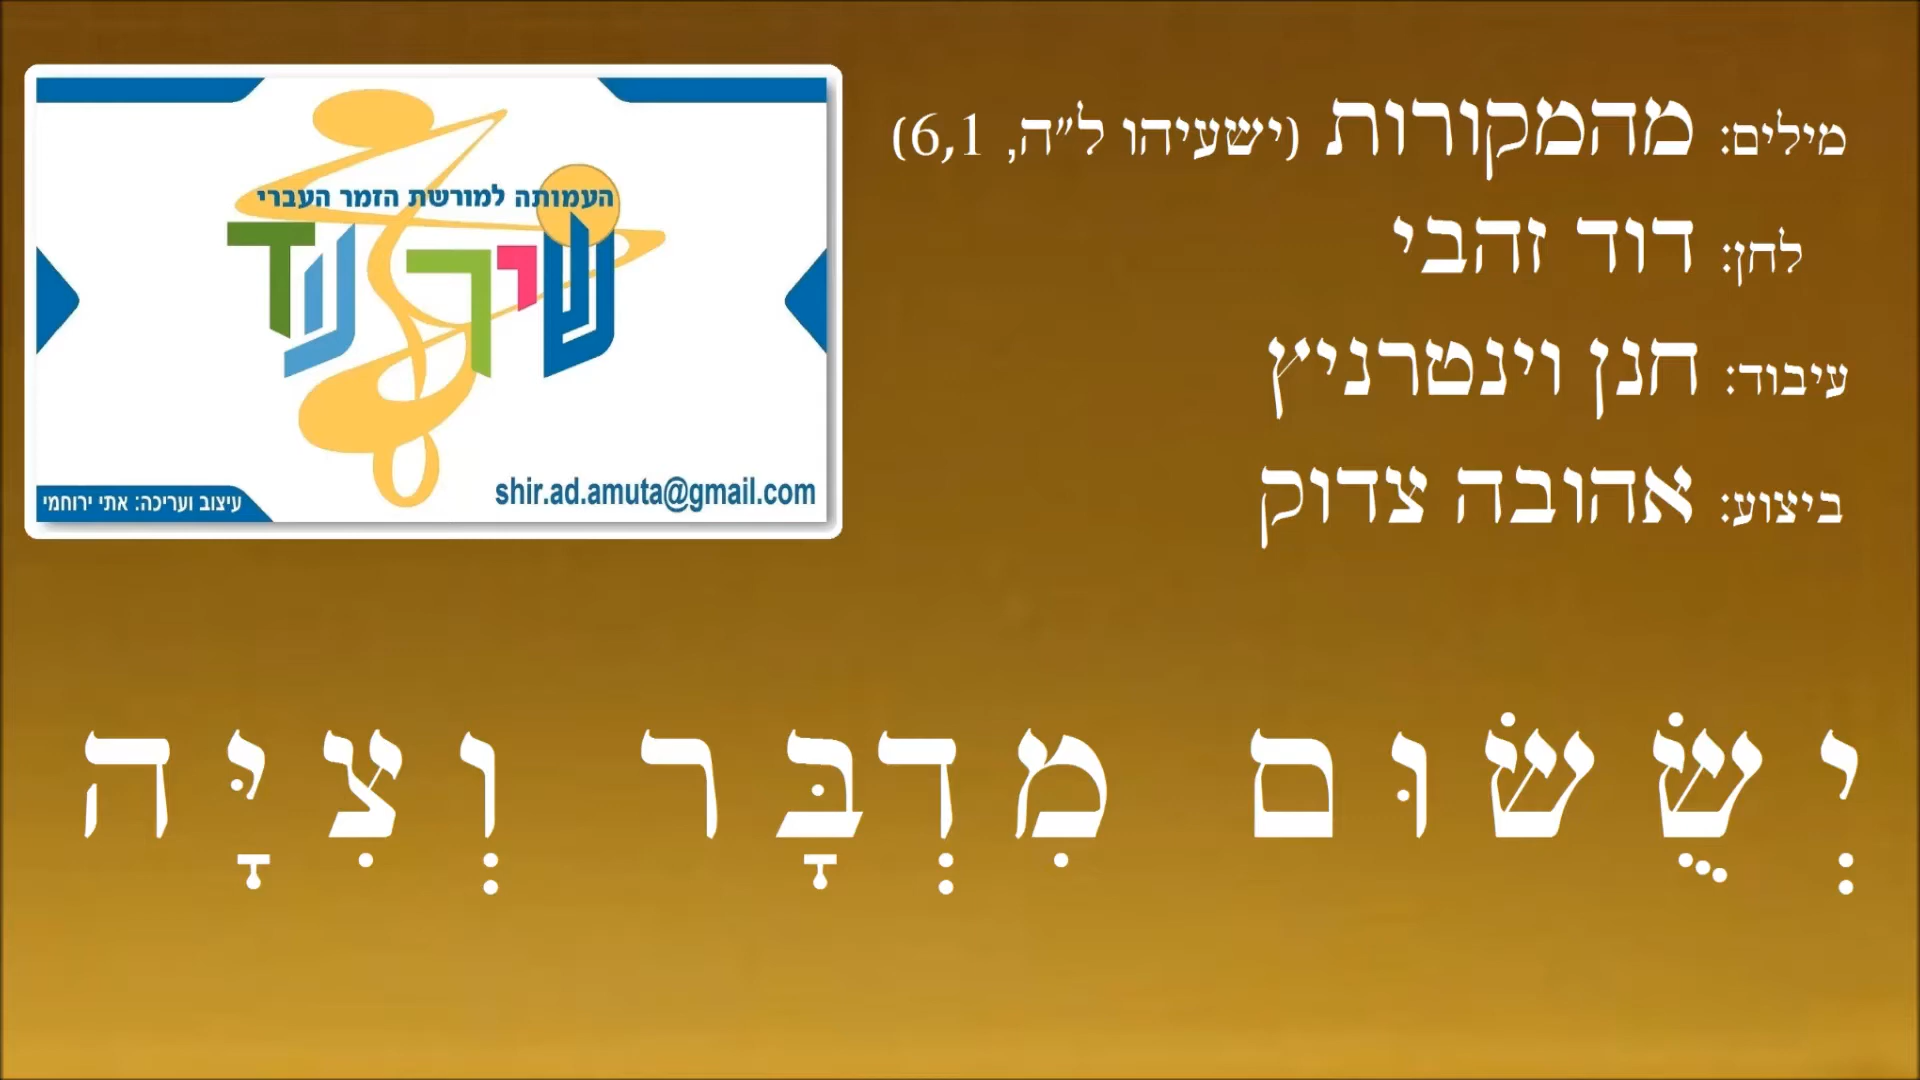 מילים: מהמקורות (ישעיהו ל"ה, 6,1)
לחן: דוד זהבי
עיבוד: חנן וינטרניץ
ביצוע: אהובה צדוק
העמותה למורשת הזמר העברי
שיר עד
shir.ad.amuta@gmail.com
עיצוב ועריכה: אתי ירוחמי
יְשֻׂשׂוּם מִדְבָּר וְצִיָּה